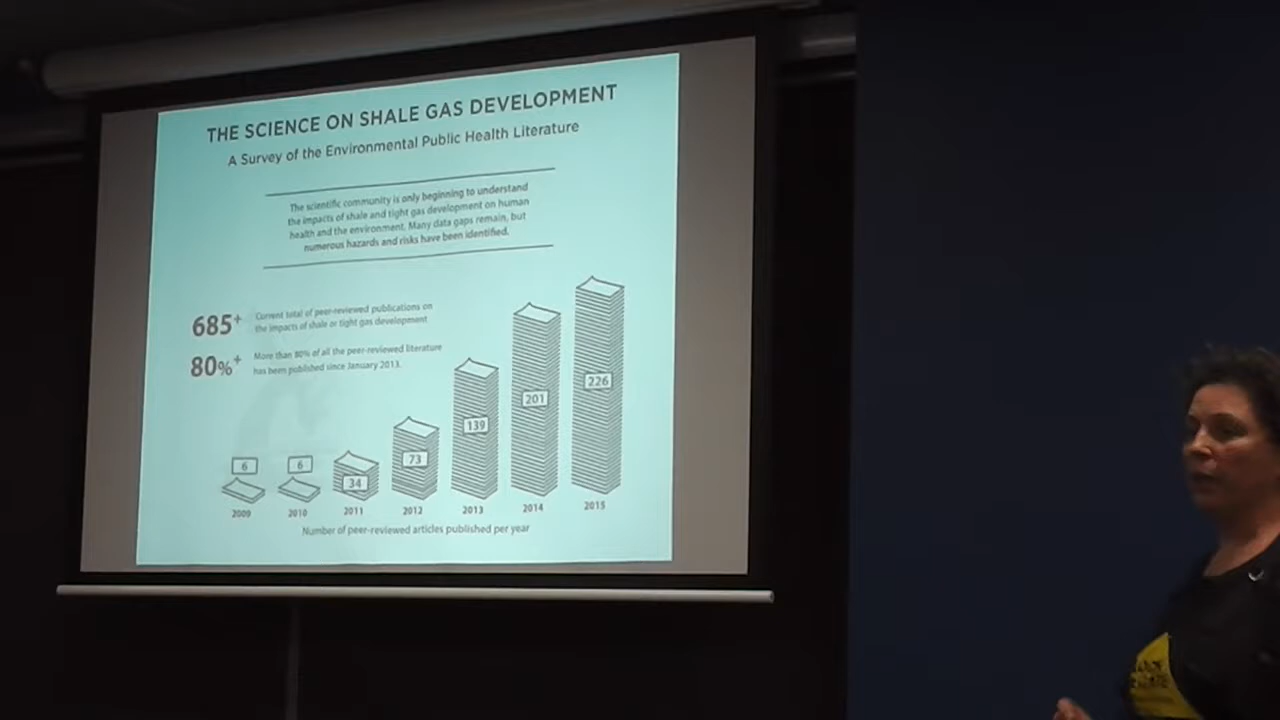 THE SCIENCE ON SHALE GAS DEVELOPMENT
A Survey of the Environmental Public Health Literature
The scientific community is only beginning to understand
the impacts of shale and tight gas development on human
health and the environment. Many data gaps remain, but
numerous hazards and risks have been identified.
685+
Current total of peer-reviewed publications on
the impacts of shale or tight gas development
80%+
More than 80% of all the peer-reviewed literature
has been published since January 2013.
6
6
34
73
139
201
226
2009
2010
2011
2012
2013
2014
2015
Number of peer-reviewed articles published per year